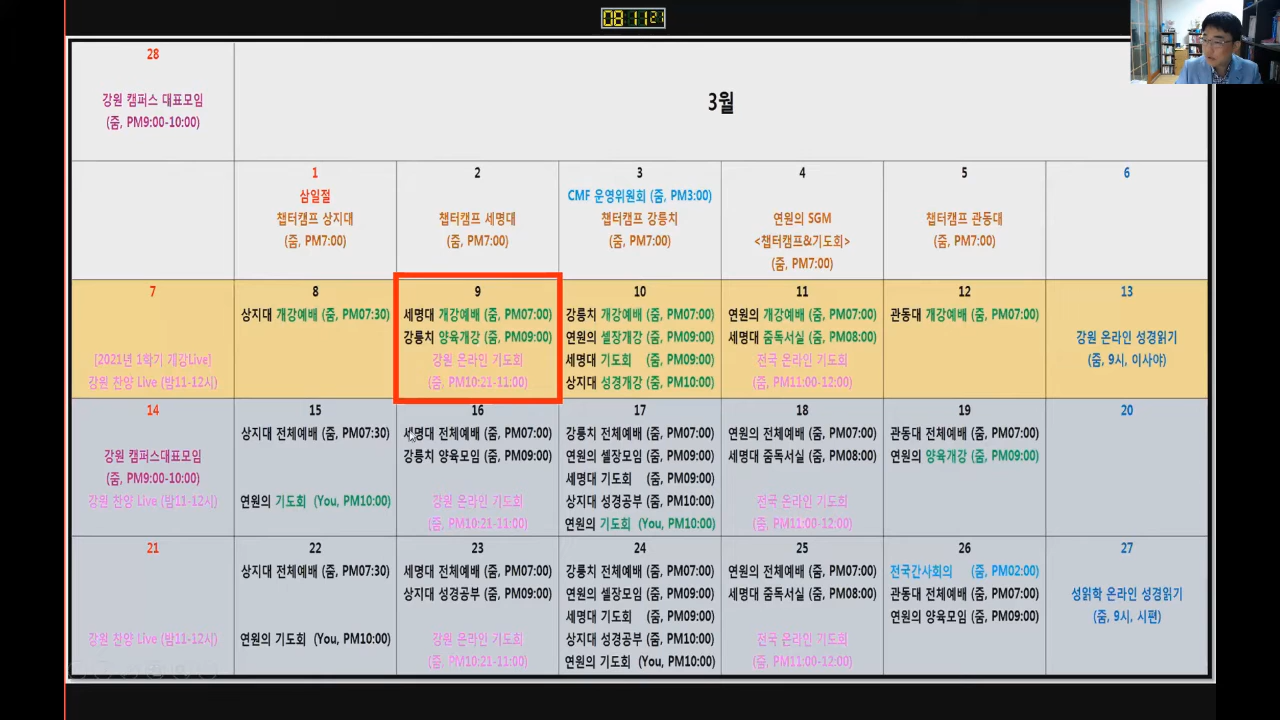 08 11 21
28
강원 캠퍼스 대표모임
(줌, PM9:00-10:00)
3월
1
삼일절
챕터캠프 상지대
(줌, PM7:00)
2
챕터캠프 세명대
(줌, PM7:00)
3
CMF 운영위원회 (줌, PM3:00)
챕터캠프 강릉치
(줌, PM7:00)
4
연원의 SGM
<챕터캠프&기도회>
(줌, PM7:00)
5
챕터캠프 관동대
(줌, PM7:00)
6
7
[2021년 1학기 개강Live]
강원 찬양 Live (밤11-12시)
8
상지대 개강예배 (줌, PM07:30)
9
세명대 개강예배 (줌, PM07:00)
강릉치 양육개강 (줌, PM09:00)
강원 온라인 기도회
(줌, PM10:21-11:00)
10
강릉치 개강예배 (줌, PM07:00)
연원의 셀장개강 (줌, PM09:00)
세명대 기도회 (줌, PM09:00)
상지대 성경개강 (줌, PM10:00)
11
연원의 개강예배 (줌, PM07:00)
세명대 줌독서실 (줌, PM08:00)
전국 온라인 기도회
(줌, PM11:00-12:00)
12
관동대 개강예배 (줌, PM07:00)
13
강원 온라인 성경읽기
(줌, 9시, 이사야)
14
강원 캠퍼스대표모임
(줌, PM9:00-10:00)
강원 찬양 Live (밤11-12시)
15
상지대 전체예배 (줌, PM07:30)
연원의 기도회 (You, PM10:00)
16
세명대 전체예배 (줌, PM07:00)
강릉치 양육모임 (줌, PM09:00)
강원 온라인 기도회
(줌, PM10:21-11:00)
17
강릉치 전체예배 (줌, PM07:00)
연원의 셀장모임 (줌, PM09:00)
세명대 기도회 (줌, PM09:00)
상지대 성경공부 (줌, PM10:00)
연원의 기도회 (You, PM10:00)
18
연원의 전체예배 (줌, PM07:00)
세명대 줌독서실 (줌, PM08:00)
전국 온라인 기도회
(줌, PM11:00-12:00)
19
관동대 전체예배 (줌, PM07:00)
연원의 양육개강 (줌, PM09:00)
20
21
강원 찬양 Live (밤11-12시)
22
상지대 전체예배 (줌, PM07:30)
연원의 기도회 (You, PM10:00)
23
세명대 전체예배 (줌, PM07:00)
상지대 성경공부 (줌, PM09:00)
강원 온라인 기도회
(줌, PM10:21-11:00)
24
강릉치 전체예배 (줌, PM07:00)
연원의 셀장모임 (줌, PM09:00)
세명대 기도회 (줌, PM09:00)
상지대 성경공부 (줌, PM09:00)
연원의 기도회 (You, PM10:00)
25
연원의 전체예배 (줌, PM07:00)
세명대 줌독서실 (줌, PM08:00)
전국 온라인 기도회
(줌, PM11:00-12:00)
26
전국간사회의 (줌, PM02:00)
관동대 전체예배 (줌, PM07:00)
연원의 양육모임 (줌, PM09:00)
27
성읽학 온라인 성경읽기
(줌, 9시, 시편)